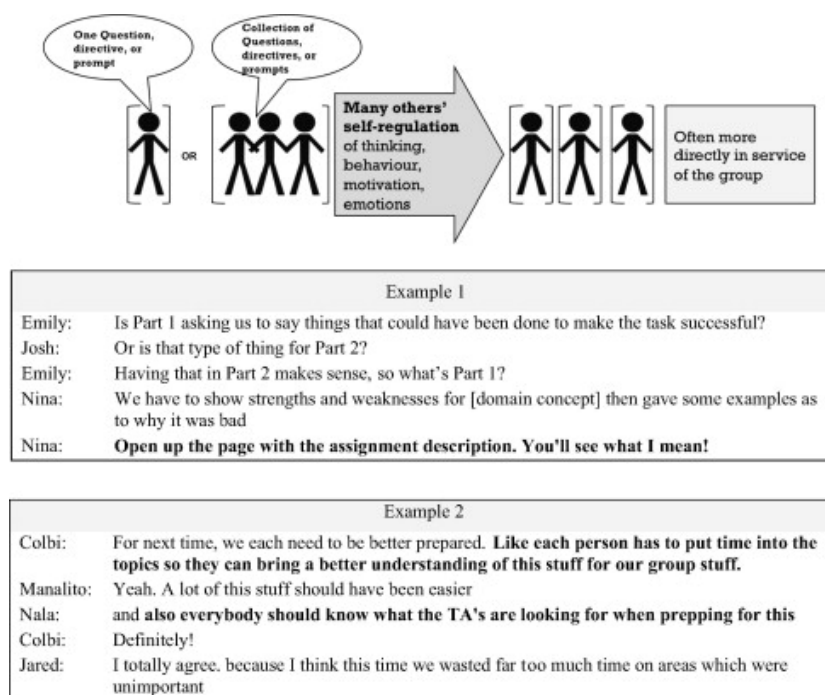 One Question,
directive, or
prompt
Collection of
Questions,
directives, or
prompts
OR
Many others'
self-regulation
of thinking,
behaviour,
motivation,
emotions
Often more
directly in service
of the group
Example 1
Emily: Is Part 1 asking us to say things that could have been done to make the task successful?
Josh: Or is that type of thing for Part 2?
Emily: Having that in Part 2 makes sense, so what's Part 1?
Nina: We have to show strengths and weaknesses for [domain concept] then gave some examples as
to why it was bad
Nina: Open up the page with the assignment description. You'll see what I mean!
Example 2
Colbi: For next time, we each need to be better prepared. Like each person has to put time into the
topics so they can bring a better understanding of this stuff for our group stuff.
Manalito: Yeah. A lot of this stuff should have been easier
Nala: and also everybody should know what the TA's are looking for when prepping for this
Colbi: Definitely!
Jared: I totally agree. because I think this time we wasted far too much time on areas which were
unimportant